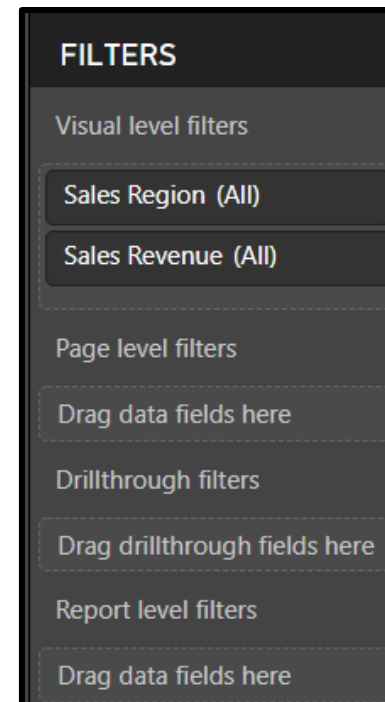 FILTERS
Visual level filters
Sales Region (All)
Sales Revenue (All)
Page level filters
Drag data fields here
Drillthrough filters
Drag drillthrough fields here
Report level filters
Drag data fields here